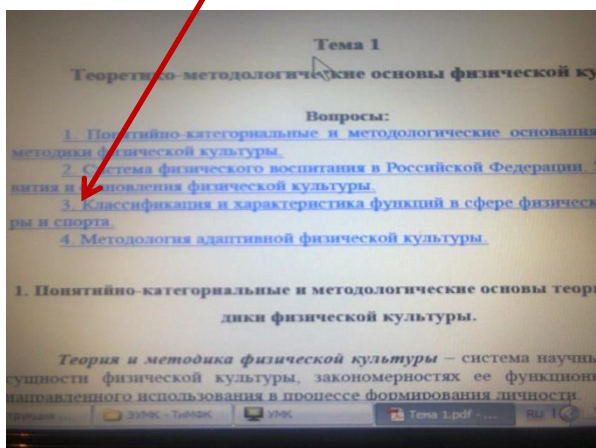 Тема 1
Теоретико-методологические основы физической ку
Вопросы:
1. Понятийно-категориальные и методологические основания
методики физической культуры.
2. Система физического воспитания в Российской Федерации.
вития и становления физической культуры.
3. Классификация и характеристика функций в сфере физическ
ры и спорта.
4. Методология адаптивной физической культуры.
1. Понятийно-категориальные и методологические основы теор
дики физической культуры.
Теория и методика физической культуры – система научн
сущности физической культуры, закономерностях ее функцион
направленного использования в процессе формирования личности.
ЭУМК - ТиМФК
УМК
Тема 1.pdf - ...
RU